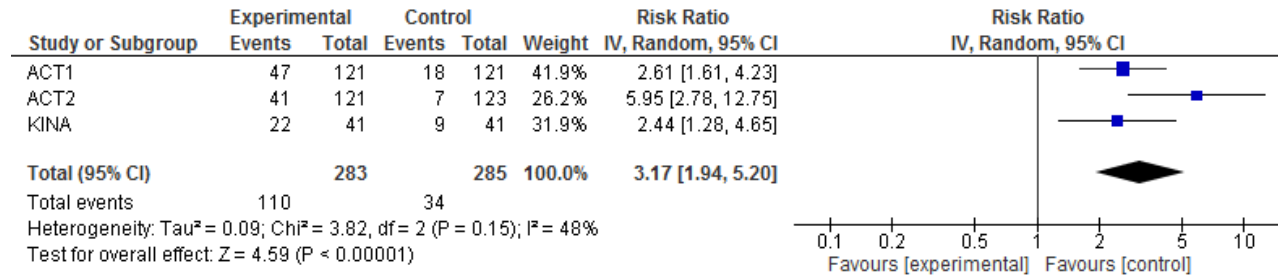 Experimental Control Risk Ratio Risk Ratio
Study or Subgroup Events Total Events Total Weight IV, Random, 95% CI IV, Random, 95% CI
ACT1 47 121 18 121 41.9% 2.61 [1.61, 4.23]
ACT2 41 121 7 123 26.2% 5.95 [2.78, 12.75]
KINA 22 41 9 41 31.9% 2.44 [1.28, 4.65]
Total (95% CI) 283 285 100.0% 3.17 [1.94, 5.20]
Total events 110 34
Heterogeneity: Tau² = 0.09; Chi² = 3.82, df = 2 (P = 0.15); I² = 48%
Test for overall effect: Z = 4.59 (P < 0.00001)
0.1 0.2 0.5 1 2 5 10
Favours [experimental] Favours [control]